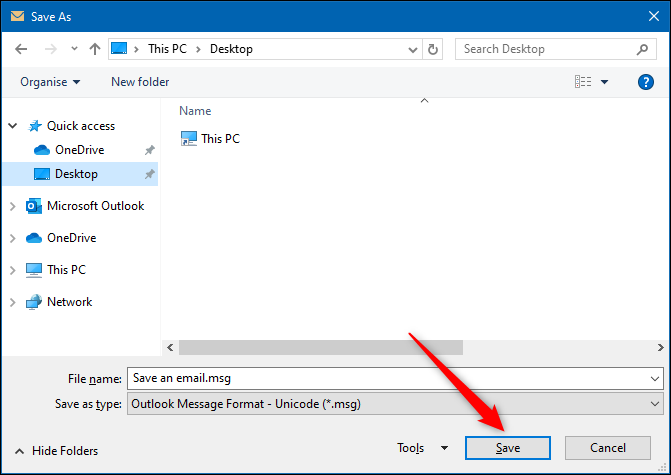 Save As
This PC > Desktop
Search Desktop
Organise
New folder
Name
Quick access
This PC
OneDrive
Desktop
Microsoft Outlook
OneDrive
This PC
Network
File name: Save an email.msg
Save as type: Outlook Message Format - Unicode (*.msg)
Hide Folders
Tools
Save
Cancel